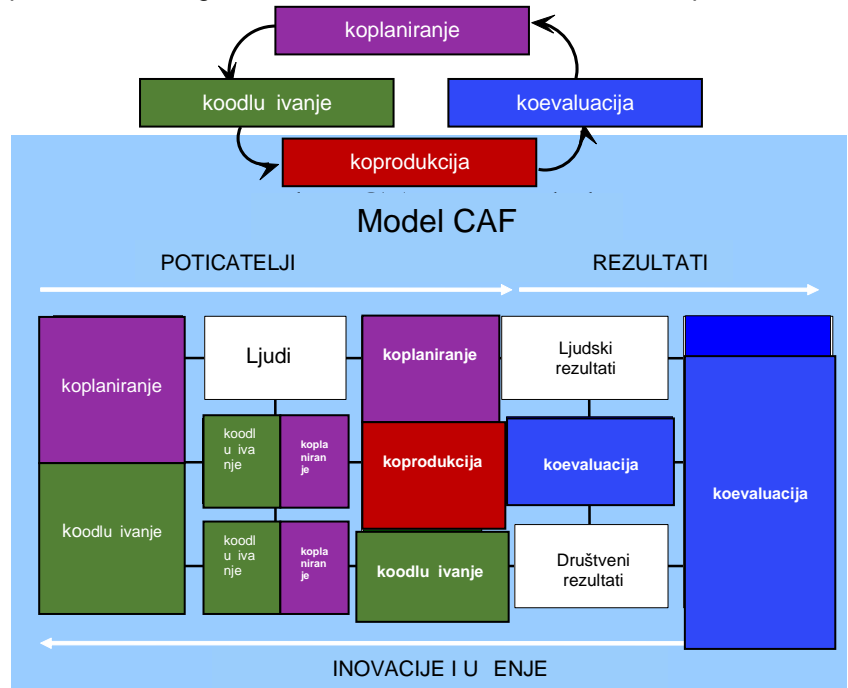 koplaniranje
koodlu ivanje
koevaluacija
koprodukcija
Model CAF
POTICATELJI
REZULTATI
koplaniranje
Ljudi
koplaniranje
Ljudski
rezultati
koodl
u iva
nje
kopla
niran
je
koprodukcija
koevaluacija
koevaluacija
koodlu ivanje
koodl
u iva
nje
kopla
niran
je
koodlu ivanje
Društveni
rezultati
INOVACIJE I U ENJE